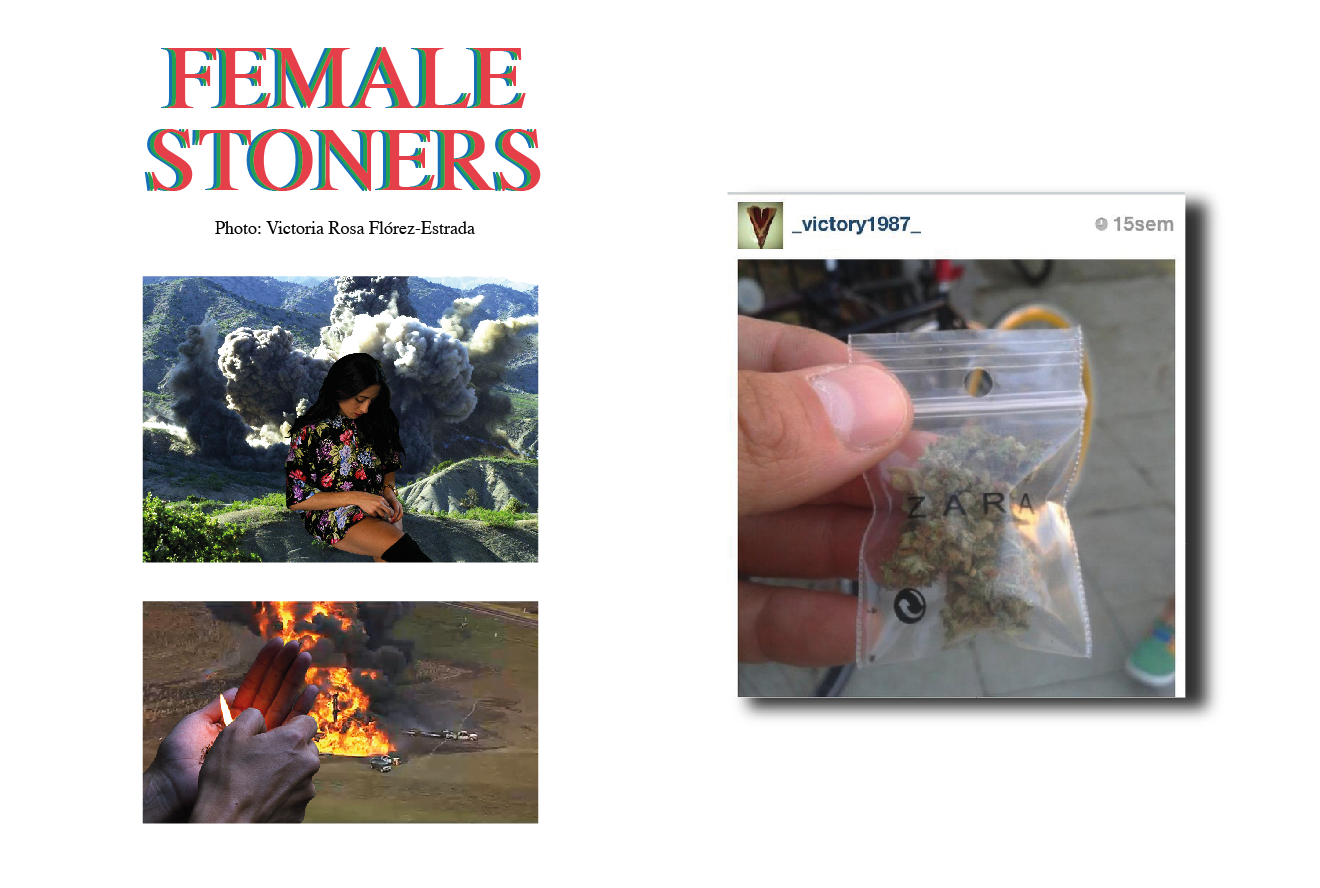 FEMALE
STONERS
Photo: Victoria Rosa Flórez-Estrada
_victory1987_
15sem
ZARA